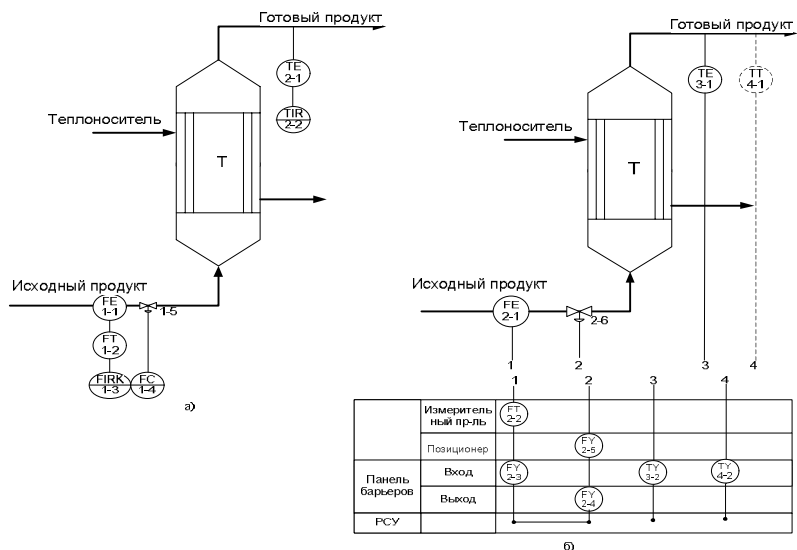 Готовый продукт
TE
2-1
TIR
2-2
Теплоноситель
T
Исходный продукт
FE
1-1
1-5
FT
1-2
FIRK
1-3
FC
1-4
а)
Готовый продукт
TE
3-1
TT
4-1
Теплоноситель
T
Исходный продукт
FE
2-1
2-6
1 2 3 4
1 2 3 4
Измеритель
ный пр-ль
FT
2-2
Позиционер
FY
2-5
Панель
барьеров
Вход
FY
2-3
TY
3-2
TY
4-2
Выход
FY
2-4
РСУ
б)